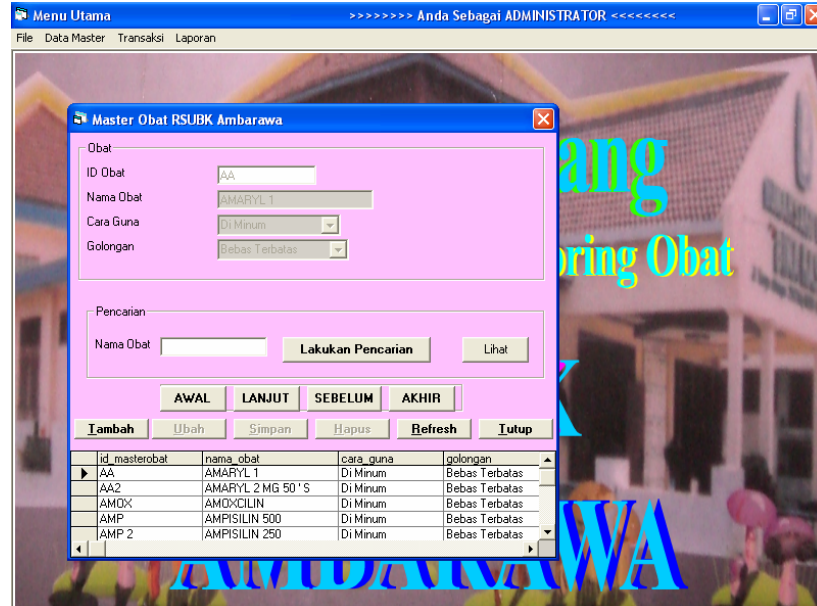 Menu Utama >>>>>>>> Anda Sebagai ADMINISTRATOR <<<<<<<<
File Data Master Transaksi Laporan
Master Obat RSUBK Ambarawa
Obat
ID Obat AA
Nama Obat AMARYL 1
Cara Guna Di Minum
Golongan Bebas Terbatas
ang
oring Obat
Pencarian
Nama Obat Lakukan Pencarian Lihat
AWAL LANJUT SEBELUM AKHIR
Tambah Ubah Simpan Hapus Refresh Tutup
id_masterobat nama_obat cara_guna golongan
AA AMARYL 1 Di Minum Bebas Terbatas
AA2 AMARYL 2 MG 50 ' S Di Minum Bebas Terbatas
AMOX AMOXCILIN Di Minum Bebas Terbatas
AMP AMPISILIN 500 Di Minum Bebas Terbatas
AMP 2 AMPISILIN 250 Di Minum Bebas Terbatas
AMBARAWA